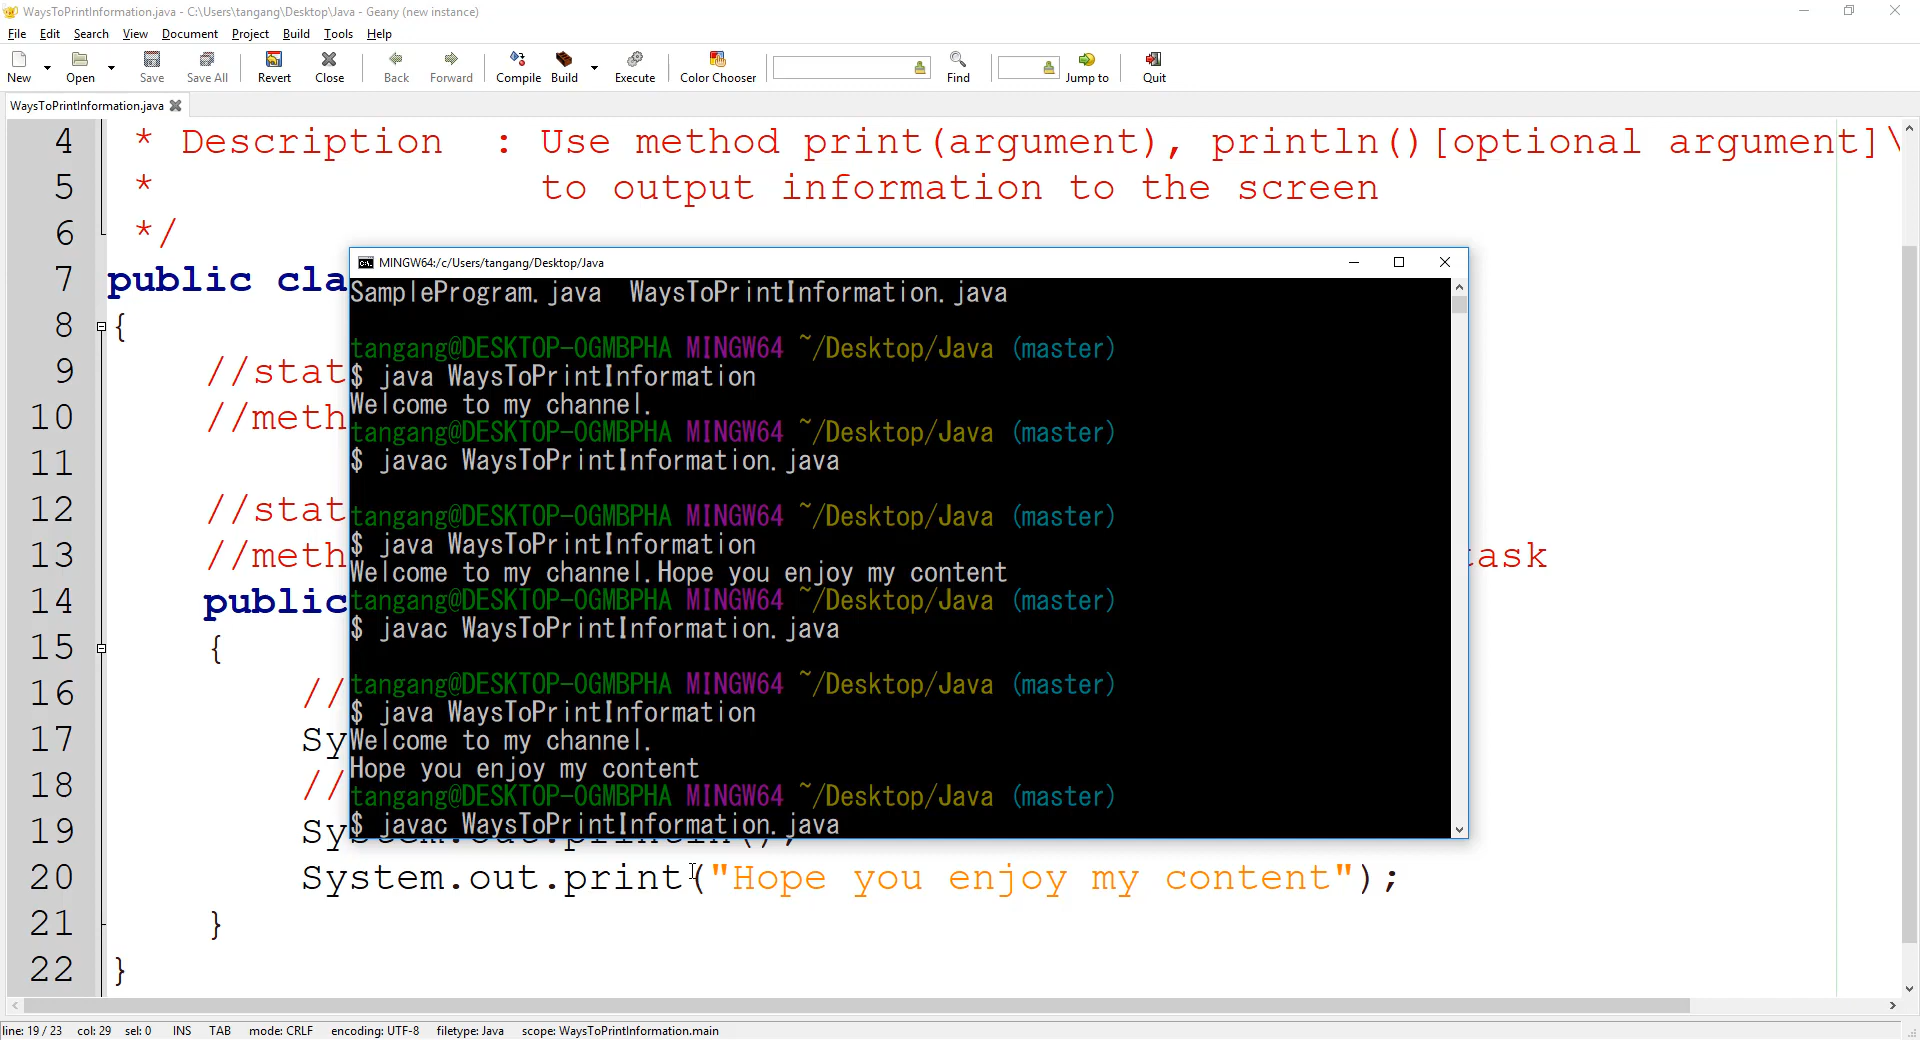 WaysToPrintInformation.java - C:\Users\tangang\Desktop\Java - Geany (new instance)
File Edit Search View Document Project Build Tools Help
New Open Save Save All Revert Close Back Forward Compile Build Execute Color Chooser Find Jump to Quit
WaysToPrintInformation.java
4 * Description : Use method print(argument), println()[optional argument]\
5 * to output information to the screen
6 */
7 public cla
8 {
9 //stat
10 //meth
11
12 //stat
13 //meth task
14 public
15 {
16 //
17 Sy
18 //
19 System.out.println();
20 System.out.print("Hope you enjoy my content");
21 }
22 }
MINGW64:/c/Users/tangang/Desktop/Java
SampleProgram.java WaysToPrintInformation.java
tangang@DESKTOP-OGMBPHA MINGW64 ~/Desktop/Java (master)
$ java WaysToPrintInformation
Welcome to my channel.
tangang@DESKTOP-OGMBPHA MINGW64 ~/Desktop/Java (master)
$ javac WaysToPrintInformation.java
tangang@DESKTOP-OGMBPHA MINGW64 ~/Desktop/Java (master)
$ java WaysToPrintInformation
Welcome to my channel.Hope you enjoy my content
tangang@DESKTOP-OGMBPHA MINGW64 ~/Desktop/Java (master)
$ javac WaysToPrintInformation.java
tangang@DESKTOP-OGMBPHA MINGW64 ~/Desktop/Java (master)
$ java WaysToPrintInformation
Welcome to my channel.
Hope you enjoy my content
tangang@DESKTOP-OGMBPHA MINGW64 ~/Desktop/Java (master)
$ javac WaysToPrintInformation.java
line: 19 / 23 col: 29 sel: 0 INS TAB mode: CRLF encoding: UTF-8 filetype: Java scope: WaysToPrintInformation.main